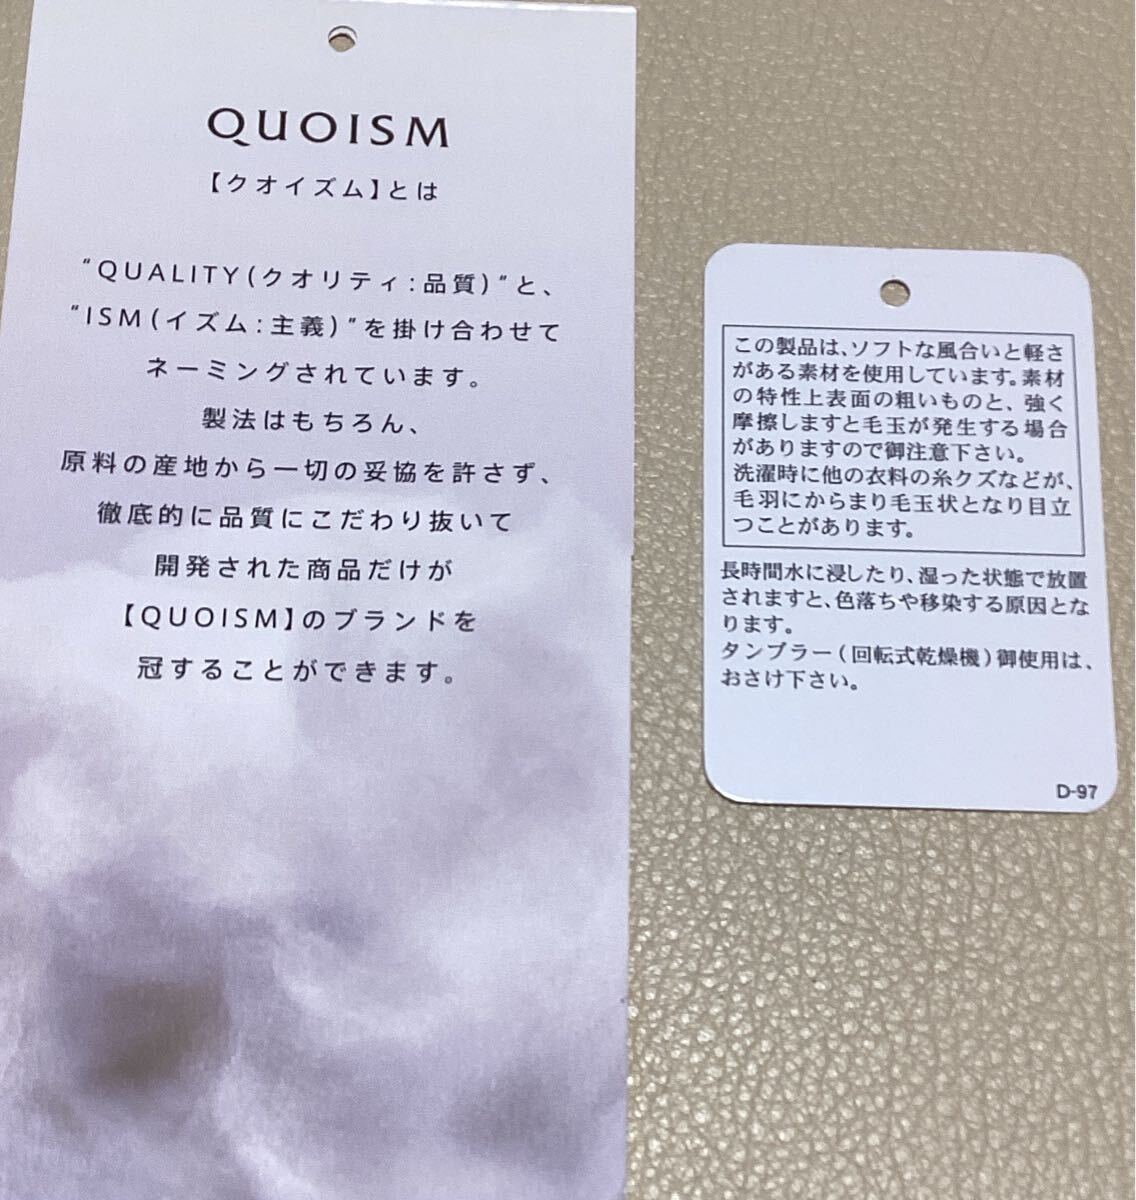 QUOISM
【クオイズム】とは
"QUALITY(クオリティ:品質)"と、
"ISM(イズム:主義)"を掛け合わせて
ネーミングされています。
製法はもちろん、
原料の産地から一切の妥協を許さず、
徹底的に品質にこだわり抜いて
開発された商品だけが
【QUOISM】のブランドを
冠することができます。
この製品は、ソフトな風合いと軽さ
がある素材を使用しています。素材
の特性上表面の粗いものと、強く
摩擦しますと毛玉が発生する場合
がありますので御注意下さい。
洗濯時に他の衣料の糸クズなどが、
毛羽にからまり毛玉状となり目立
つことがあります。
長時間水に浸したり、湿った状態で放置
されますと、色落ちや移染する原因とな
ります。
タンブラー(回転式乾燥機)御使用は、
おさけ下さい。
D-97